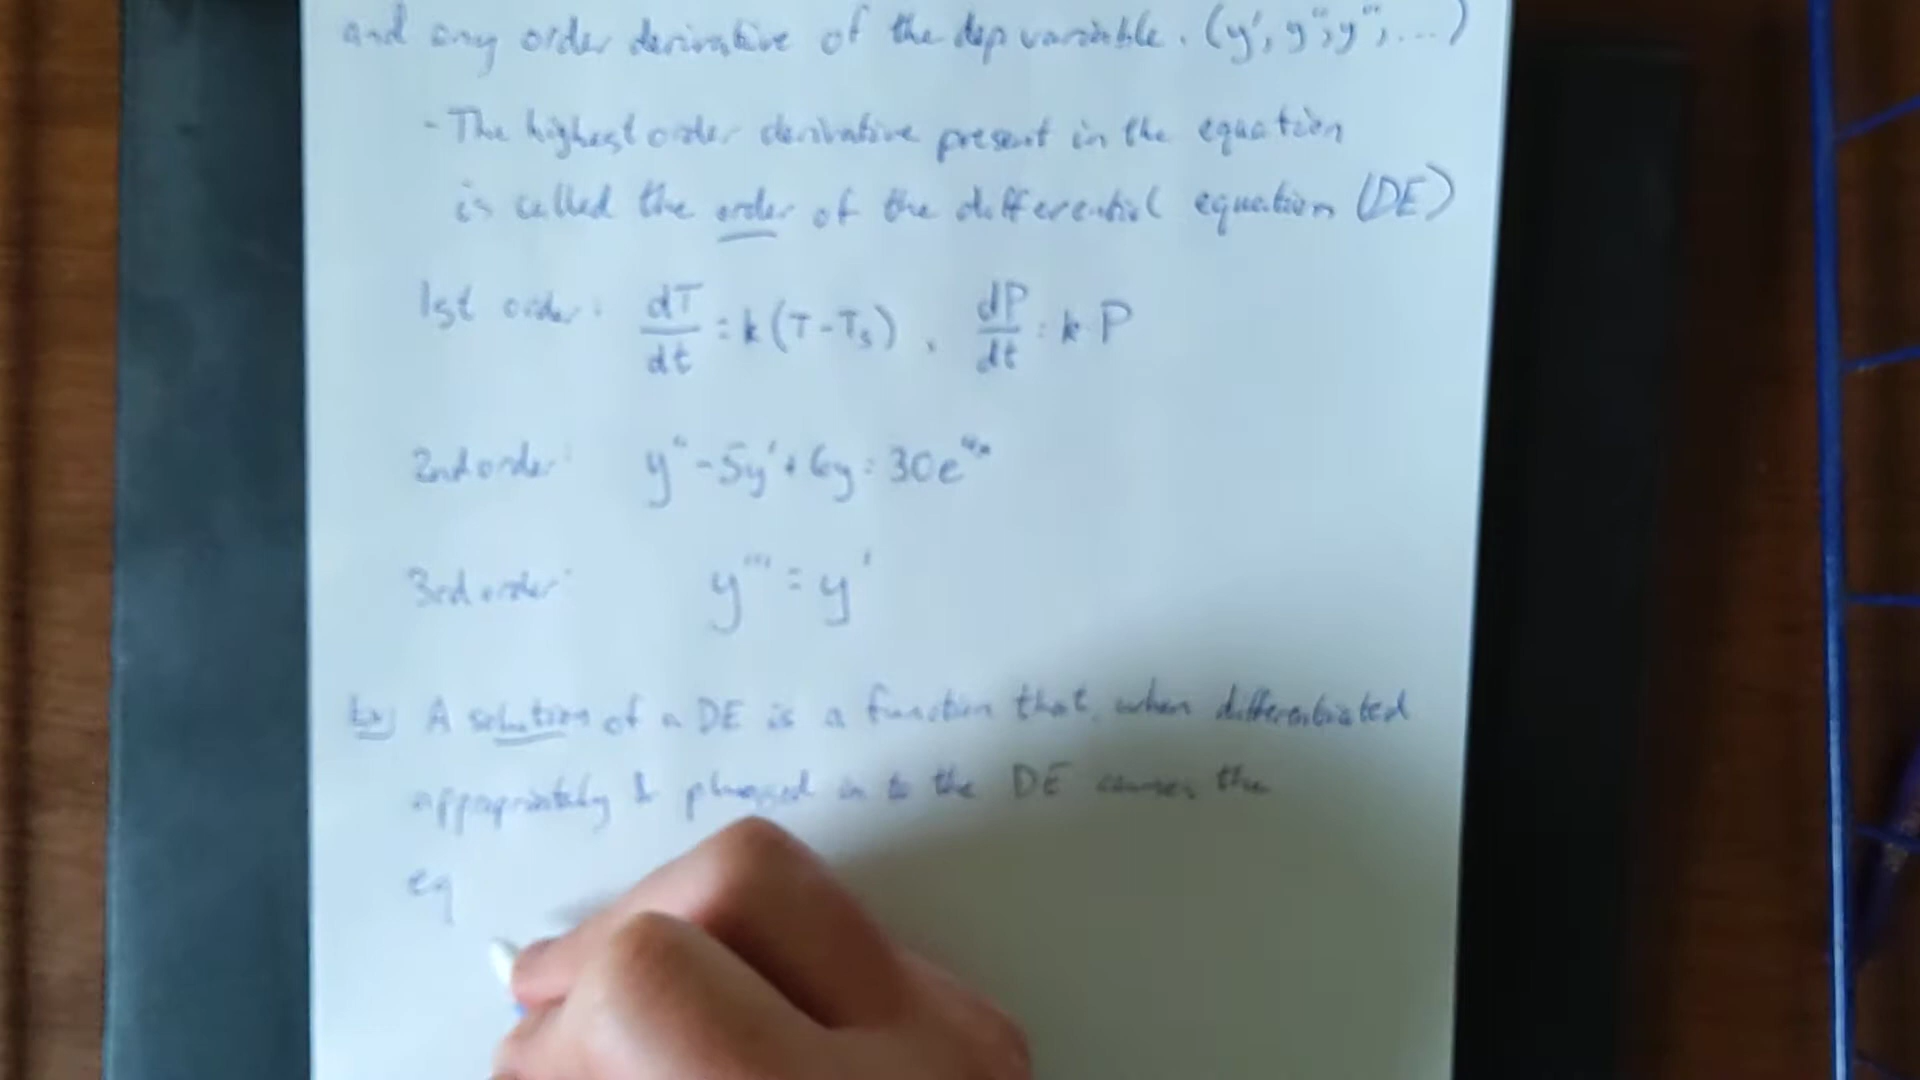 and any order derivative of the dep variable. (y', y'', y''', ...)
- The highest order derivative present in the equation
is called the order of the differential equation (DE)
1st order: dT/dt = k(T-Ts), dP/dt = k P
2nd order: y'' - 5y' + 6y = 30e
3rd order: y''' = y'
A solution of a DE is a function that, when differentiated
appropriately & plugged in to the DE causes the
eq